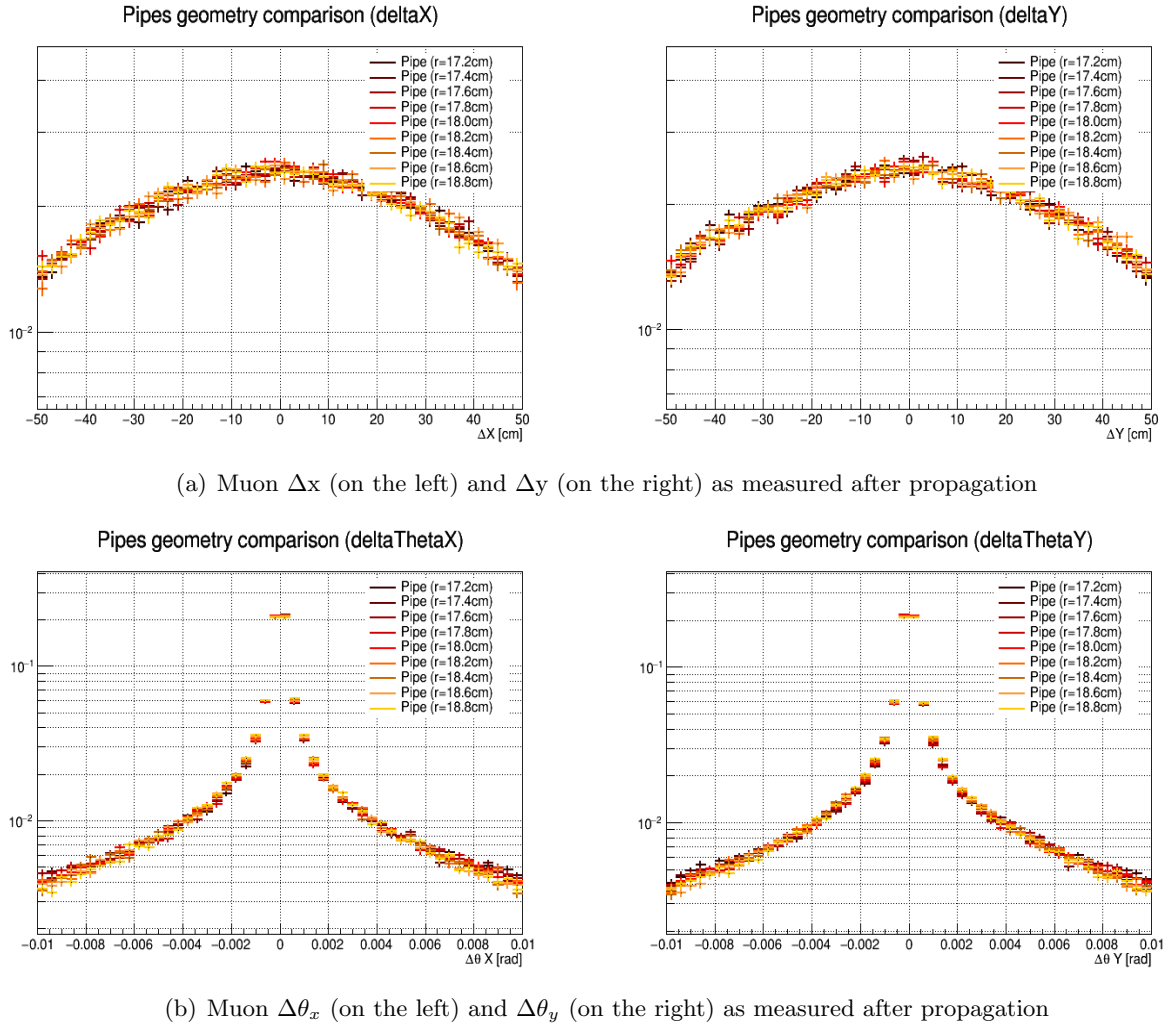 Pipes geometry comparison (deltaX)
Pipe (r=17.2cm)
Pipe (r=17.4cm)
Pipe (r=17.6cm)
Pipe (r=17.8cm)
Pipe (r=18.0cm)
Pipe (r=18.2cm)
Pipe (r=18.4cm)
Pipe (r=18.6cm)
Pipe (r=18.8cm)
10⁻²
−50 −40 −30 −20 −10 0 10 20 30 40 50
ΔX [cm]
Pipes geometry comparison (deltaY)
Pipe (r=17.2cm)
Pipe (r=17.4cm)
Pipe (r=17.6cm)
Pipe (r=17.8cm)
Pipe (r=18.0cm)
Pipe (r=18.2cm)
Pipe (r=18.4cm)
Pipe (r=18.6cm)
Pipe (r=18.8cm)
10⁻²
−50 −40 −30 −20 −10 0 10 20 30 40 50
ΔY [cm]
(a) Muon Δx (on the left) and Δy (on the right) as measured after propagation
Pipes geometry comparison (deltaThetaX)
Pipe (r=17.2cm)
Pipe (r=17.4cm)
Pipe (r=17.6cm)
Pipe (r=17.8cm)
Pipe (r=18.0cm)
Pipe (r=18.2cm)
Pipe (r=18.4cm)
Pipe (r=18.6cm)
Pipe (r=18.8cm)
10⁻¹
10⁻²
−0.01 −0.008 −0.006 −0.004 −0.002 0 0.002 0.004 0.006 0.008 0.01
Δθ X [rad]
Pipes geometry comparison (deltaThetaY)
Pipe (r=17.2cm)
Pipe (r=17.4cm)
Pipe (r=17.6cm)
Pipe (r=17.8cm)
Pipe (r=18.0cm)
Pipe (r=18.2cm)
Pipe (r=18.4cm)
Pipe (r=18.6cm)
Pipe (r=18.8cm)
10⁻¹
10⁻²
−0.01 −0.008 −0.006 −0.004 −0.002 0 0.002 0.004 0.006 0.008 0.01
Δθ Y [rad]
(b) Muon Δθₓ (on the left) and Δθ_y (on the right) as measured after propagation